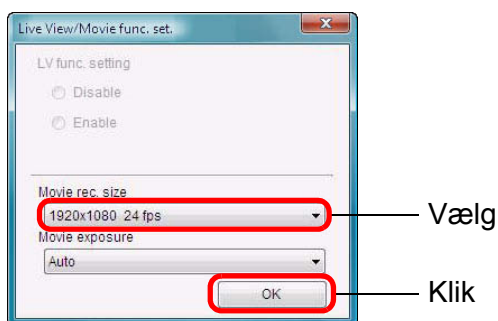 Live View/Movie func. set.
LV func. setting
Disable
Enable
Movie rec. size
1920x1080 24 fps
Vælg
Movie exposure
Auto
OK
Klik